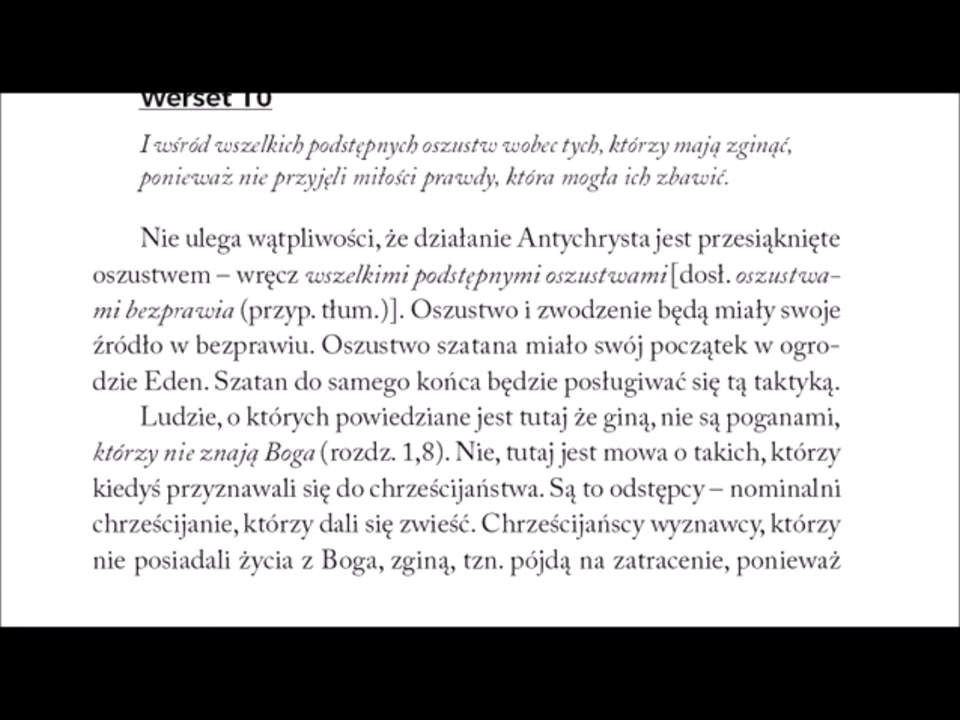 Werset 10
I wśród wszelkich podstępnych oszustw wobec tych, którzy mają zginąć,
ponieważ nie przyjęli miłości prawdy, która mogła ich zbawić.
Nie ulega wątpliwości, że działanie Antychrysta jest przesiąknięte
oszustwem – wręcz wszelkimi podstępnymi oszustwami [dosł. oszustwa-
mi bezprawia (przyp. tłum.)]. Oszustwo i zwodzenie będą miały swoje
źródło w bezprawiu. Oszustwo szatana miało swój początek w ogro-
dzie Eden. Szatan do samego końca będzie posługiwać się tą taktyką.
Ludzie, o których powiedziane jest tutaj że giną, nie są poganami,
którzy nie znają Boga (rozdz. 1,8). Nie, tutaj jest mowa o takich, którzy
kiedyś przyznawali się do chrześcijaństwa. Są to odstępcy – nominalni
chrześcijanie, którzy dali się zwieść. Chrześcijańscy wyznawcy, którzy
nie posiadali życia z Boga, zginą, tzn. pójdą na zatracenie, ponieważ